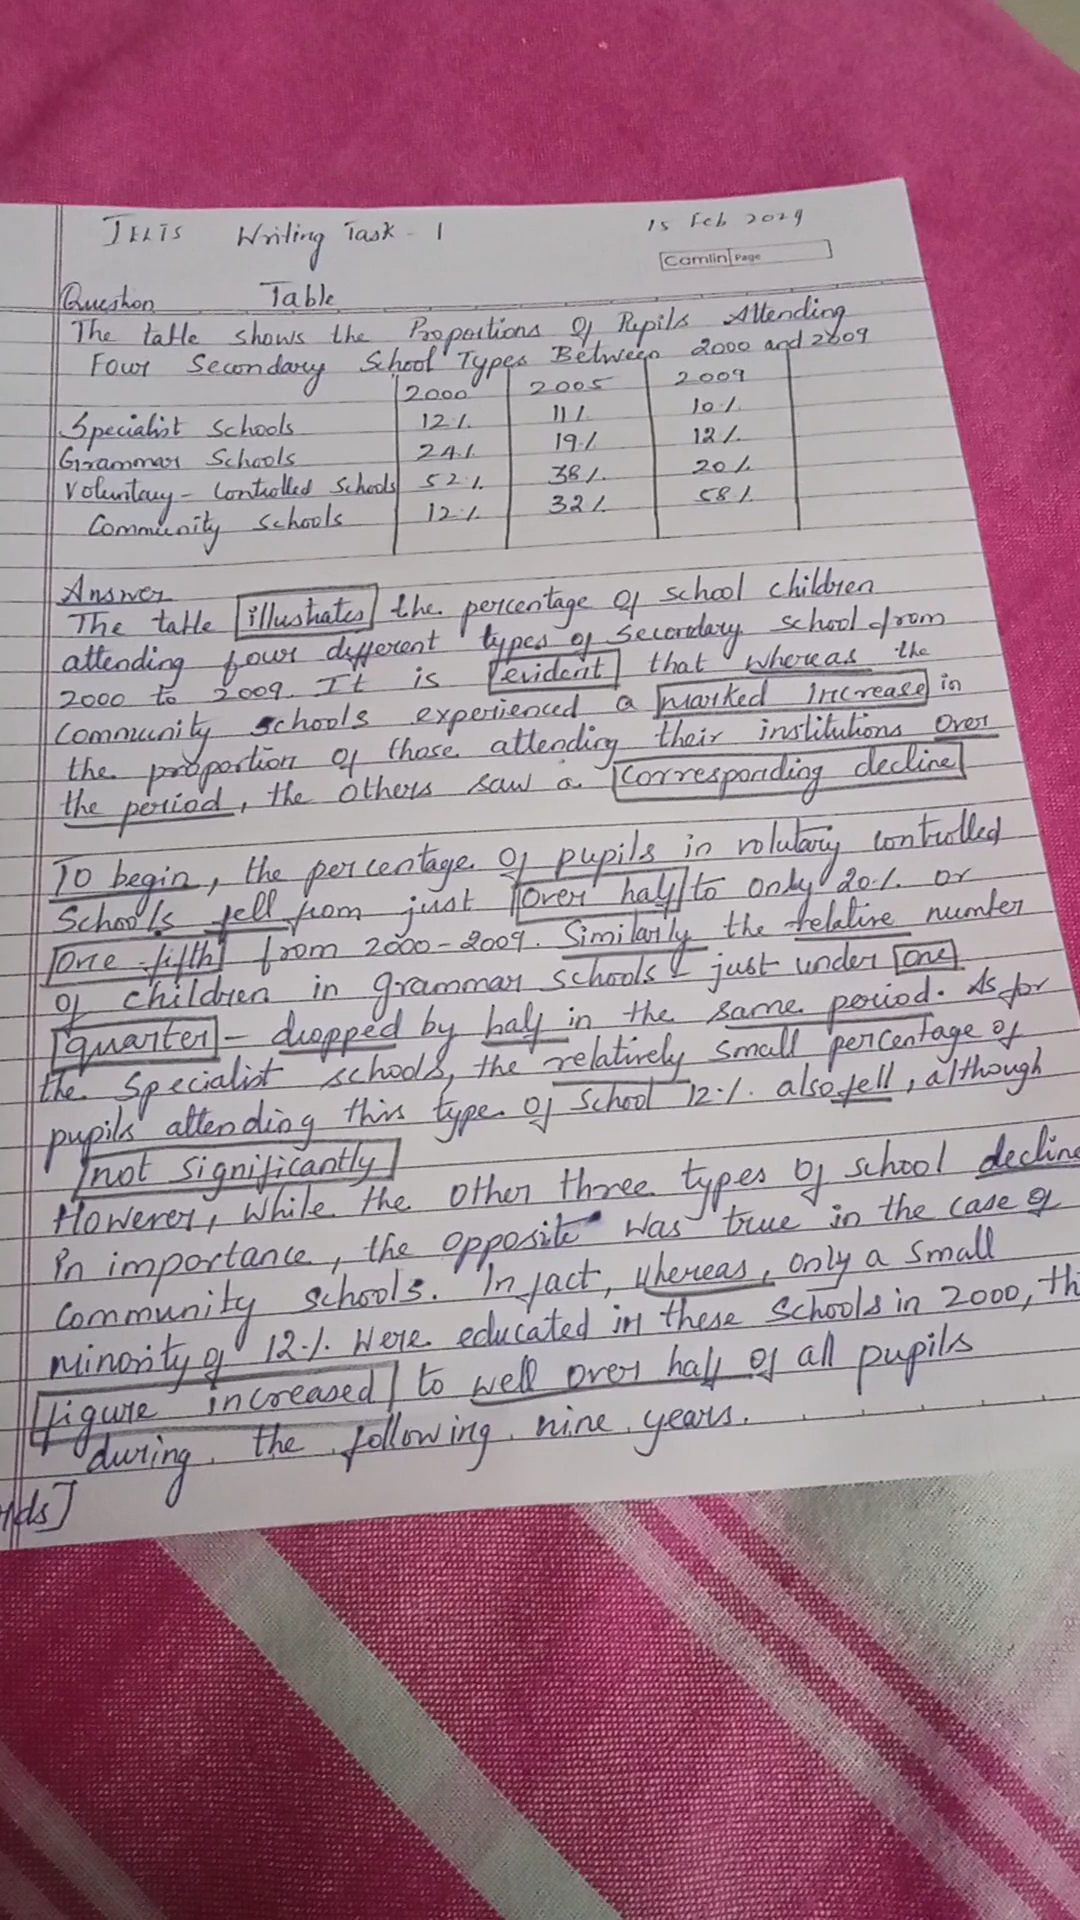 IELTS Writing Task - 1
15 Feb 2029
Camlin Page
Question Table
The table shows the Proportions of Pupils Attending
Four Secondary School Types Between 2000 and 2009
2000 2005 2009
Specialist Schools 12% 11% 10%
Grammar Schools 24% 19% 12%
Voluntary - Controlled Schools 52% 38% 20%
Community Schools 12% 32% 58%
Answer
The table illustrates the percentage of school children
attending four different types of secondary school from
2000 to 2009. It is evident that whereas the
Community schools experienced a marked increase in
the proportion of those attending their institutions over
the period, the others saw a corresponding decline
To begin, the percentage of pupils in volutary controlled
Schools fell from just over half to only 20% or
one-fifth from 2000-2009. Similarily the relative number
of children in grammar schools - just under one
quarter - dropped by half in the same period. As for
the Specialist schools, the relatively small percentage of
pupils attending this type of School 12% also fell, although
not significantly
However, While the other three types of school decline
in importance, the opposite was true in the case of
Community schools. In fact, whereas, only a small
minority of 12% were educated in these schools in 2000, th
figure increased to well over half of all pupils
during the following nine years.
ds]